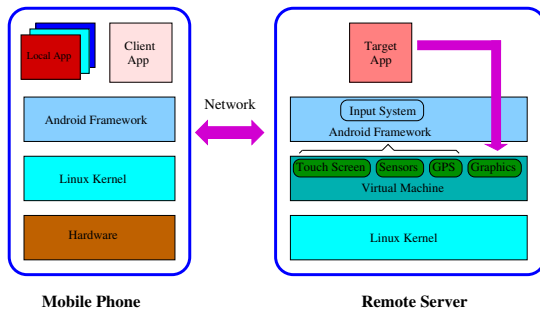 Local App
Client
App
Android Framework
Linux Kernel
Hardware
Mobile Phone
Network
Target
App
Input System
Android Framework
Touch Screen
Sensors
GPS
Graphics
Virtual Machine
Linux Kernel
Remote Server